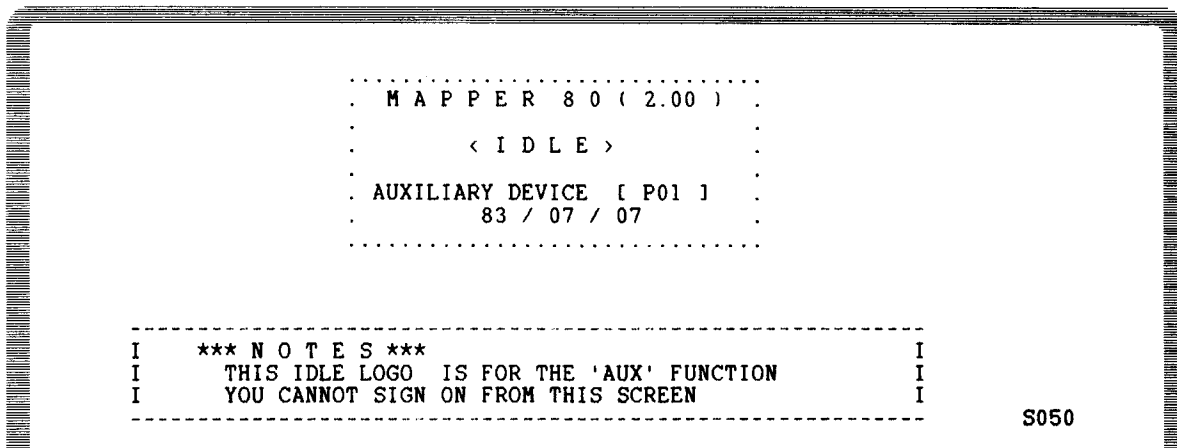 . . . . . . . . . . . . . . . . . . . . . . . . . . . . . . .
. M A P P E R 8 0 ( 2.00 ) .
. .
. < I D L E > .
. .
. AUXILIARY DEVICE [ P01 ] .
. 83 / 07 / 07 .
. . . . . . . . . . . . . . . . . . . . . . . . . . . . . . .
------------------------------------------------------------
I *** N O T E S *** I
I THIS IDLE LOGO IS FOR THE 'AUX' FUNCTION I
I YOU CANNOT SIGN ON FROM THIS SCREEN I
------------------------------------------------------------
S050